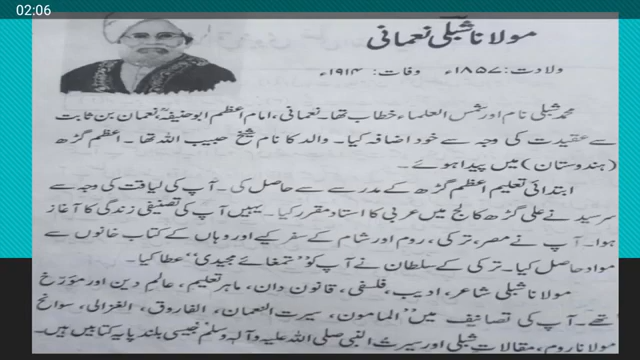 02:06
مولانا شبلی نعمانی
ولادت: ۱۸۵۷ء وفات: ۱۹۱۴ء
محمد شبلی نام اور شمس العلماء خطاب تھا۔ نعمانی، امام اعظم ابو حنیفہؒ، نعمان بن ثابت
سے عقیدت کی وجہ سے خود اضافہ کیا۔ والد کا نام شیخ حبیب اللہ تھا۔ اعظم گڑھ
(ہندوستان) میں پیدا ہوئے۔
ابتدائی تعلیم اعظم گڑھ کے مدرسے سے حاصل کی۔ آپ کی لیاقت کی وجہ سے
سرسید نے علی گڑھ کالج میں عربی کا استاد مقرر کیا۔ یہیں آپ کی تصنیفی زندگی کا آغاز
ہوا۔ آپ نے مصر، ترکی، روم اور شام کے سفر کیے اور وہاں کے کتاب خانوں سے
مواد حاصل کیا۔ ترکی کے سلطان نے آپ کو ”تمغائے مجیدی“ عطا کیا۔
مولانا شبلی شاعر، ادیب، فلسفی، قانون دان، ماہر تعلیم، عالم دین اور مؤرخ
تھے۔ آپ کی تصانیف میں ”المامون، سیرت النعمان، الفاروق، الغزالی، سوانح
مولانا روم، مقالات شبلی اور سیرت النبی صلی اللہ علیہ وآلہ وسلم“ جیسی بلند پایہ کتابیں ہیں۔